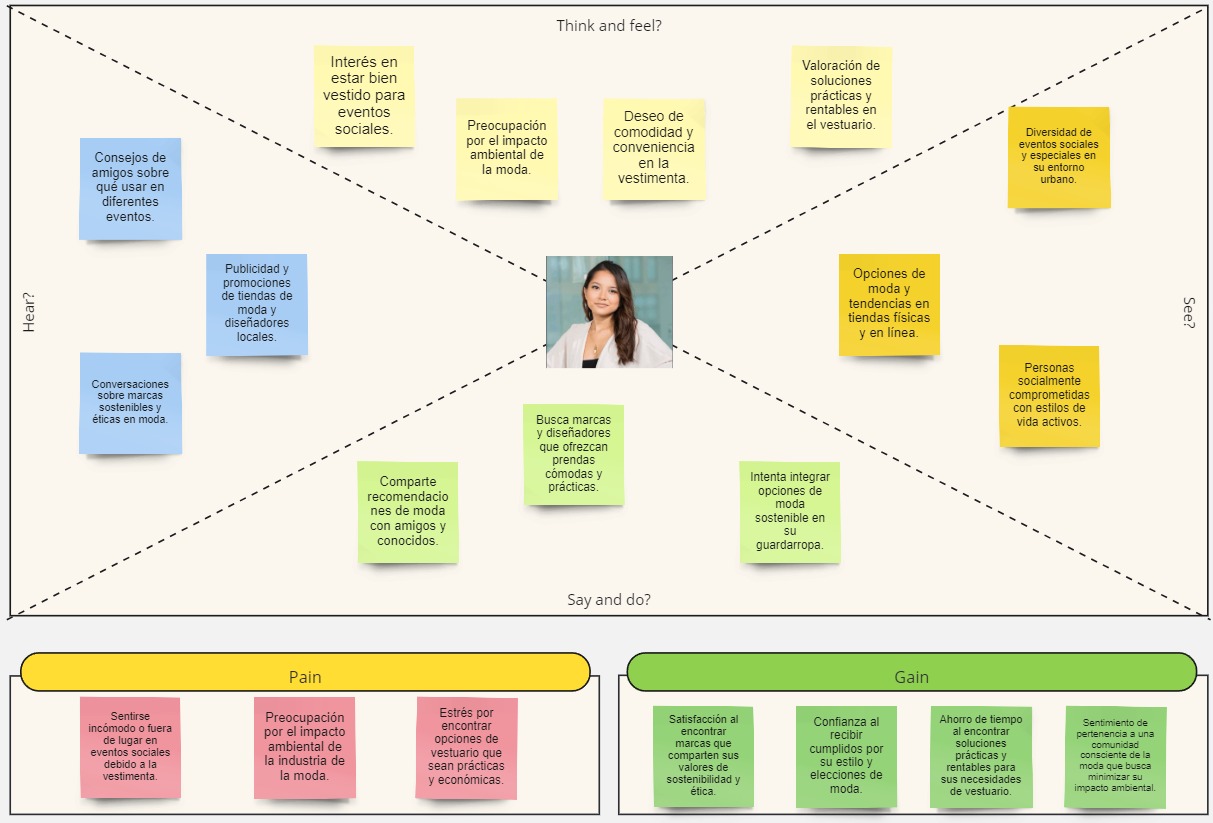 Think and feel?
Interés en
estar bien
vestido para
eventos
sociales.
Preocupación
por el impacto
ambiental de
la moda.
Deseo de
comodidad y
conveniencia
en la
vestimenta.
Valoración de
soluciones
prácticas y
rentables en
el vestuario.
Hear?
Consejos de
amigos sobre
qué usar en
diferentes
eventos.
Publicidad y
promociones
de tiendas de
moda y
diseñadores
locales.
Conversaciones
sobre marcas
sostenibles y
éticas en moda.
See?
Diversidad de
eventos sociales
y especiales en
su entorno
urbano.
Opciones de
moda y
tendencias en
tiendas físicas
y en línea.
Personas
socialmente
comprometidas
con estilos de
vida activos.
Busca marcas
y diseñadores
que ofrezcan
prendas
cómodas y
prácticas.
Comparte
recomendacio
nes de moda
con amigos y
conocidos.
Intenta integrar
opciones de
moda
sostenible en
su
guardarropa.
Say and do?
Pain
Sentirse
incómodo o fuera
de lugar en
eventos sociales
debido a la
vestimenta.
Preocupación
por el impacto
ambiental de
la industria de
la moda.
Estrés por
encontrar
opciones de
vestuario que
sean prácticas
y económicas.
Gain
Satisfacción al
encontrar
marcas que
comparten sus
valores de
sostenibilidad y
ética.
Confianza al
recibir
cumplidos por
su estilo y
elecciones de
moda.
Ahorro de tiempo
al encontrar
soluciones
prácticas y
rentables para
sus necesidades
de vestuario.
Sentimiento de
pertenencia a una
comunidad
consciente de la
moda que busca
minimizar su
impacto ambiental.